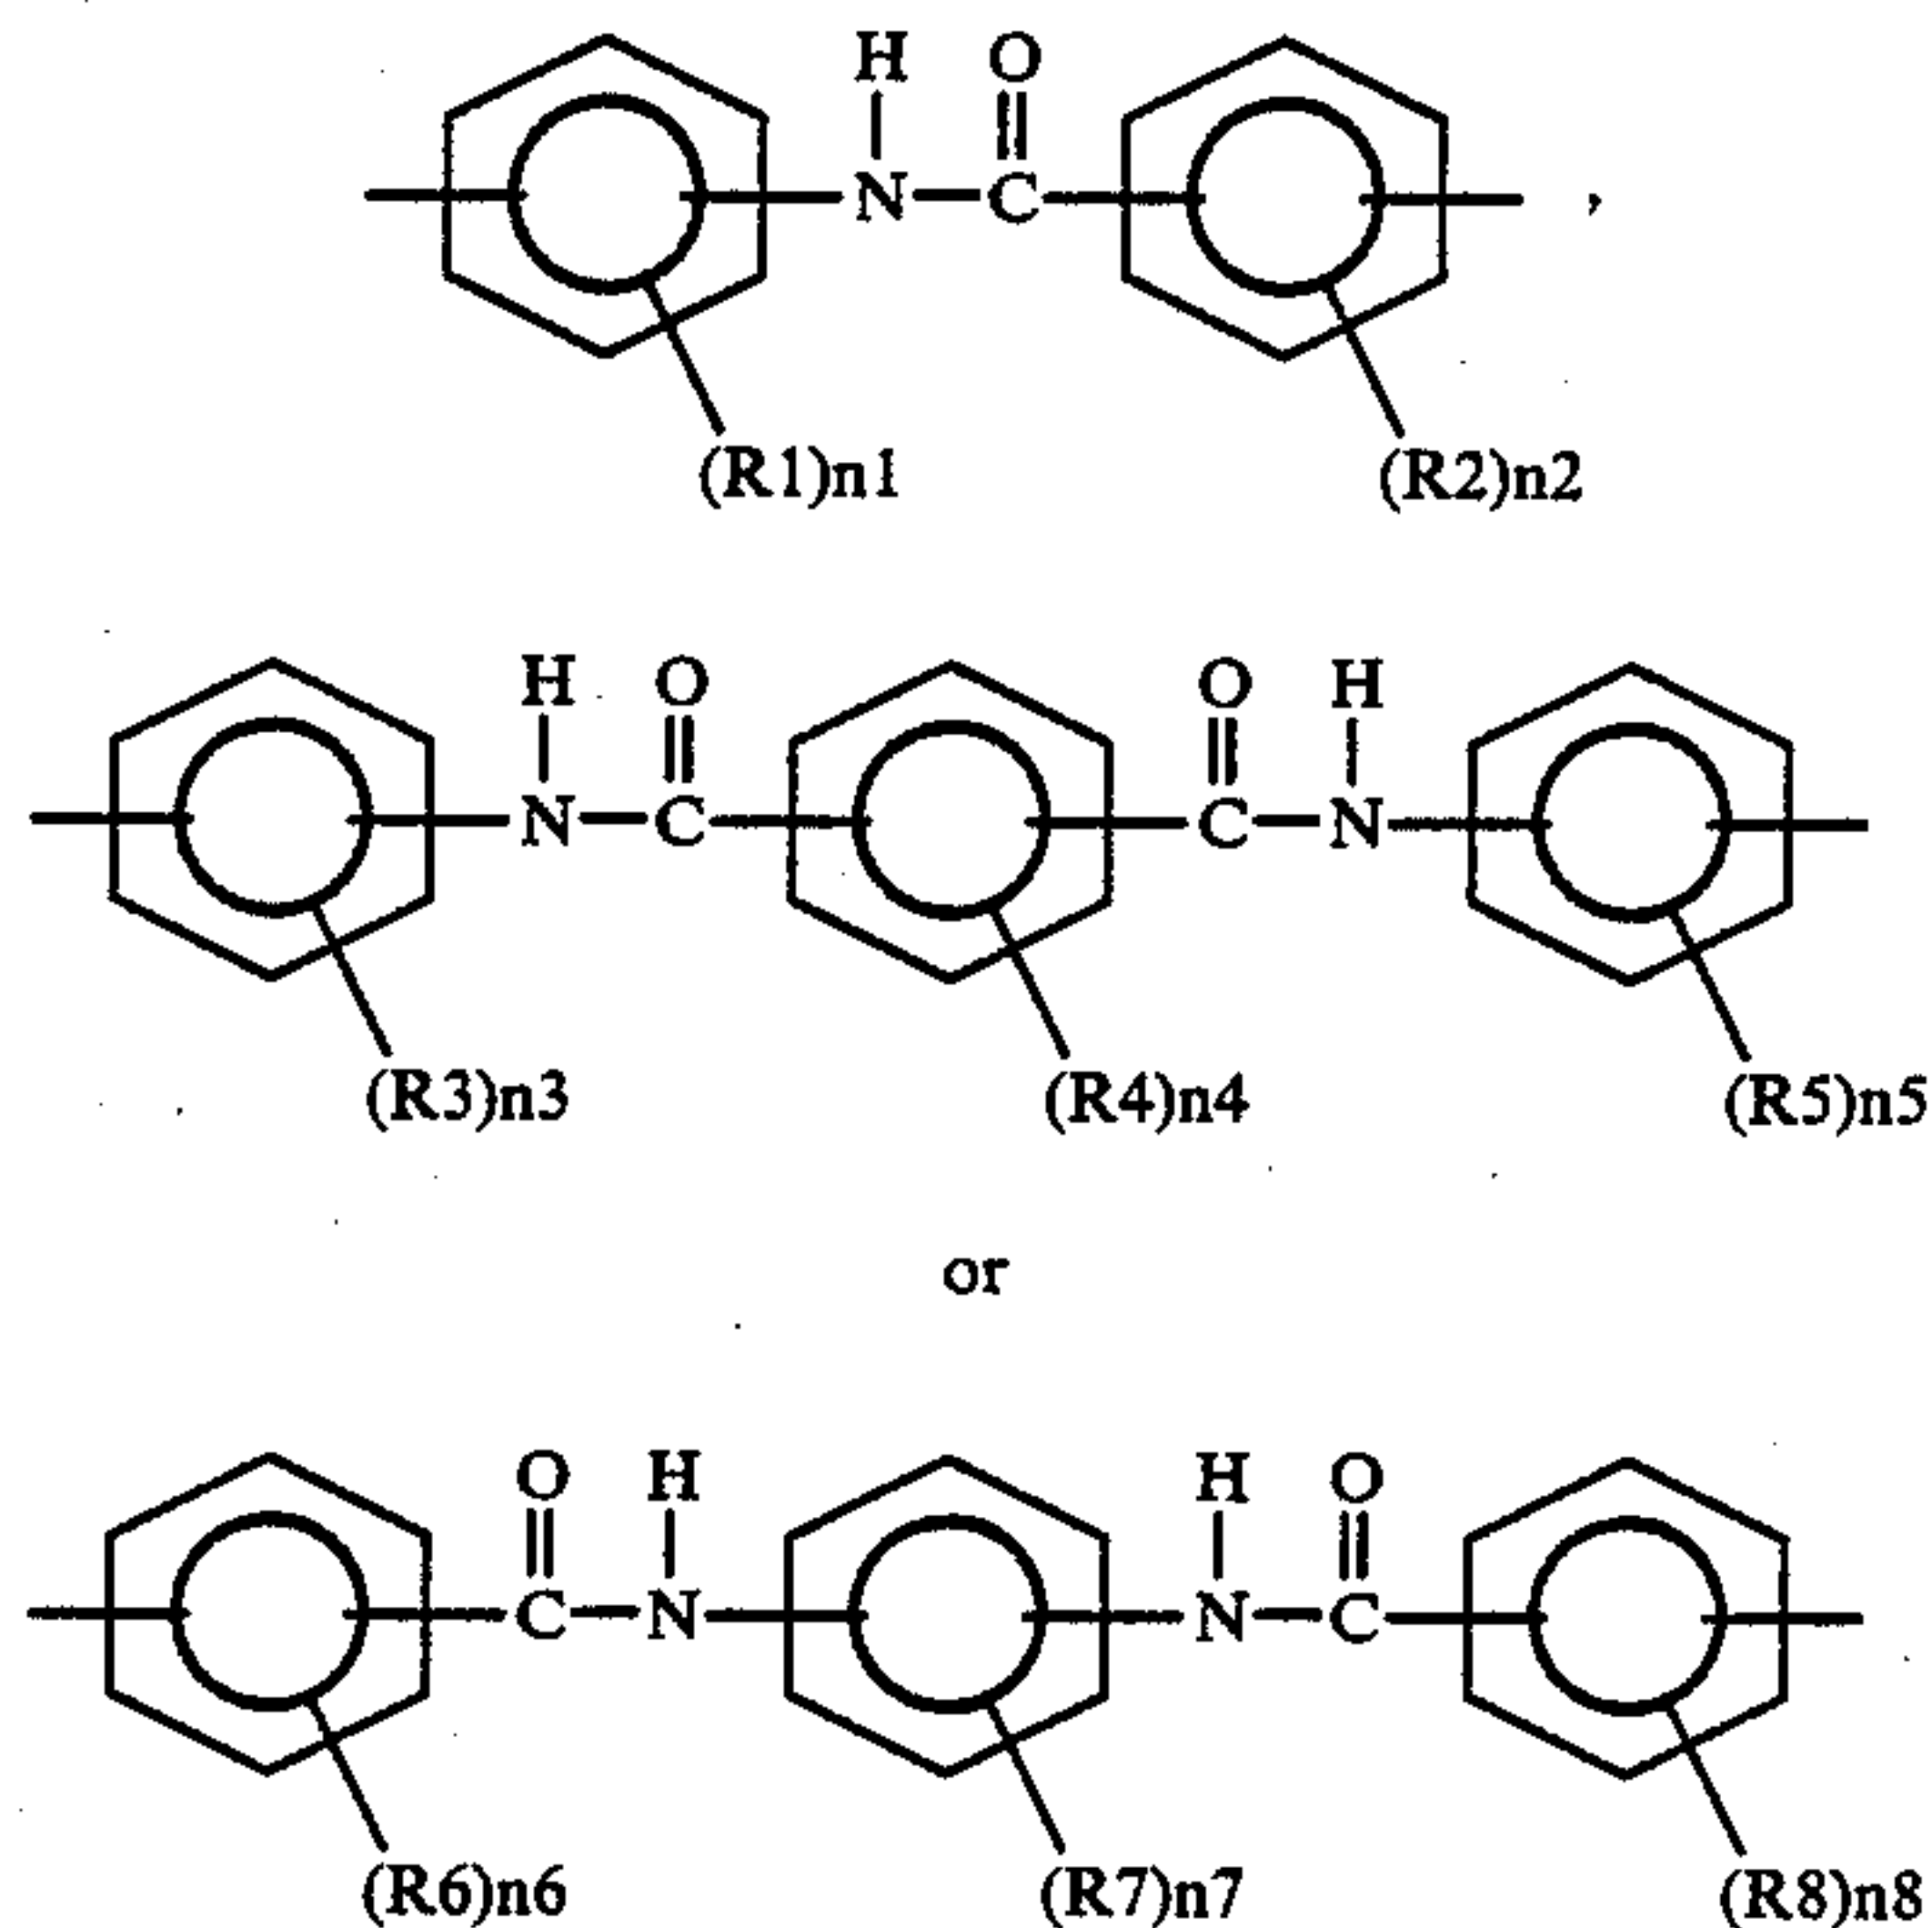 H O
N C ,
(R1)n1 (R2)n2
H O O H
N C C N
(R3)n3 (R4)n4 (R5)n5
or
O H H O
C N N C
(R6)n6 (R7)n7 (R8)n8